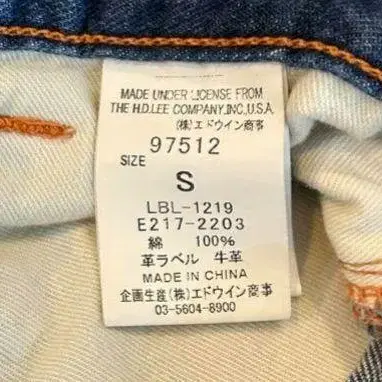 MADE UNDER LICENSE FROM
THE H.D.LEE COMPANY,INC,U.S.A.
(株)エドウイン商事
97512
SIZE
S
LBL-1219
E217-2203
綿 100%
革ラベル 牛革
MADE IN CHINA
企画生産(株)エドウイン商事
03-5604-8900